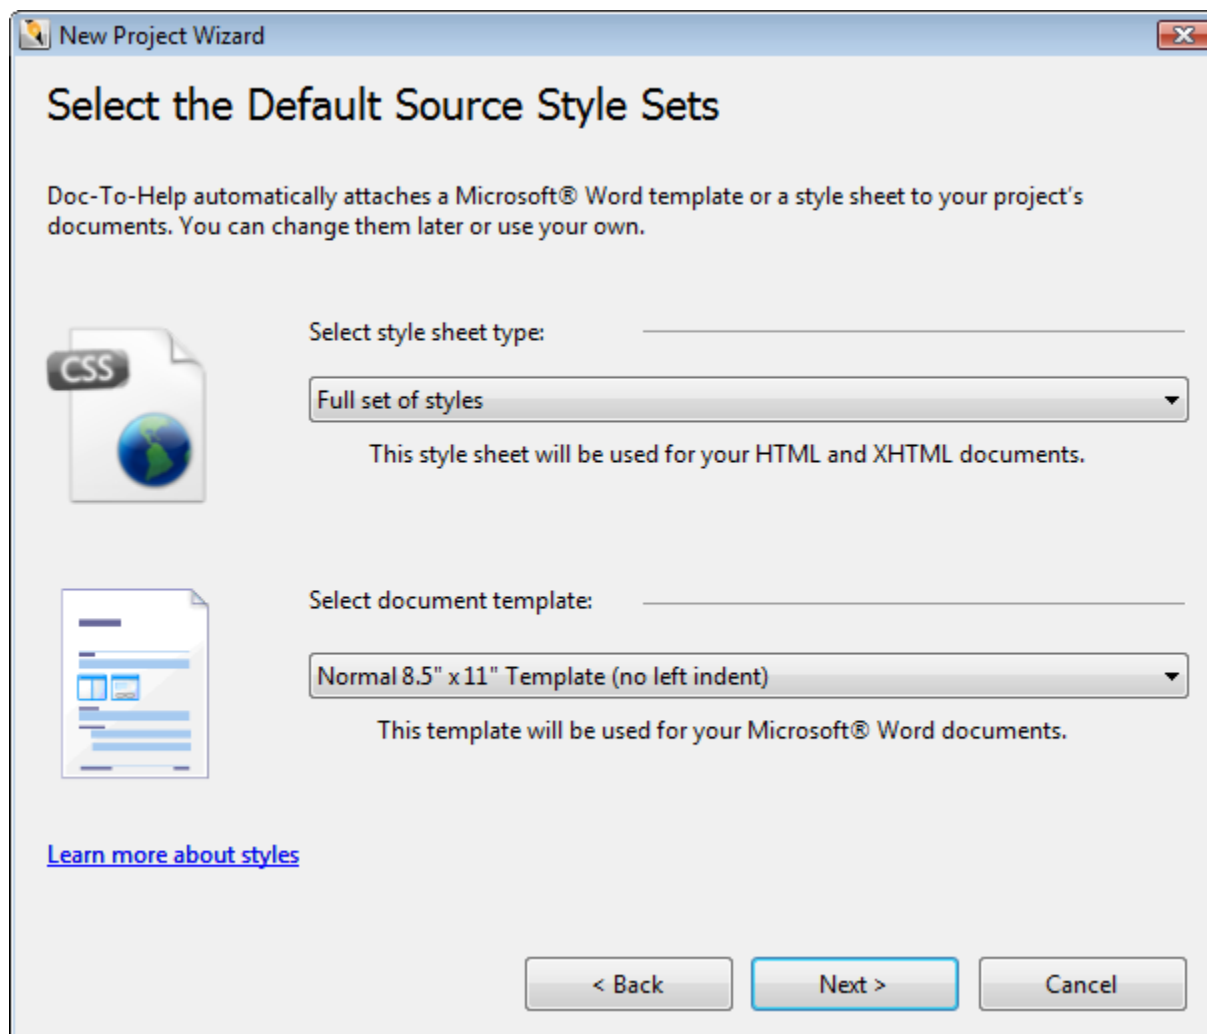 New Project Wizard
Select the Default Source Style Sets
Doc-To-Help automatically attaches a Microsoft® Word template or a style sheet to your project's
documents. You can change them later or use your own.
CSS
Select style sheet type:
Full set of styles
This style sheet will be used for your HTML and XHTML documents.
Select document template:
Normal 8.5" x 11" Template (no left indent)
This template will be used for your Microsoft® Word documents.
Learn more about styles
< Back
Next >
Cancel